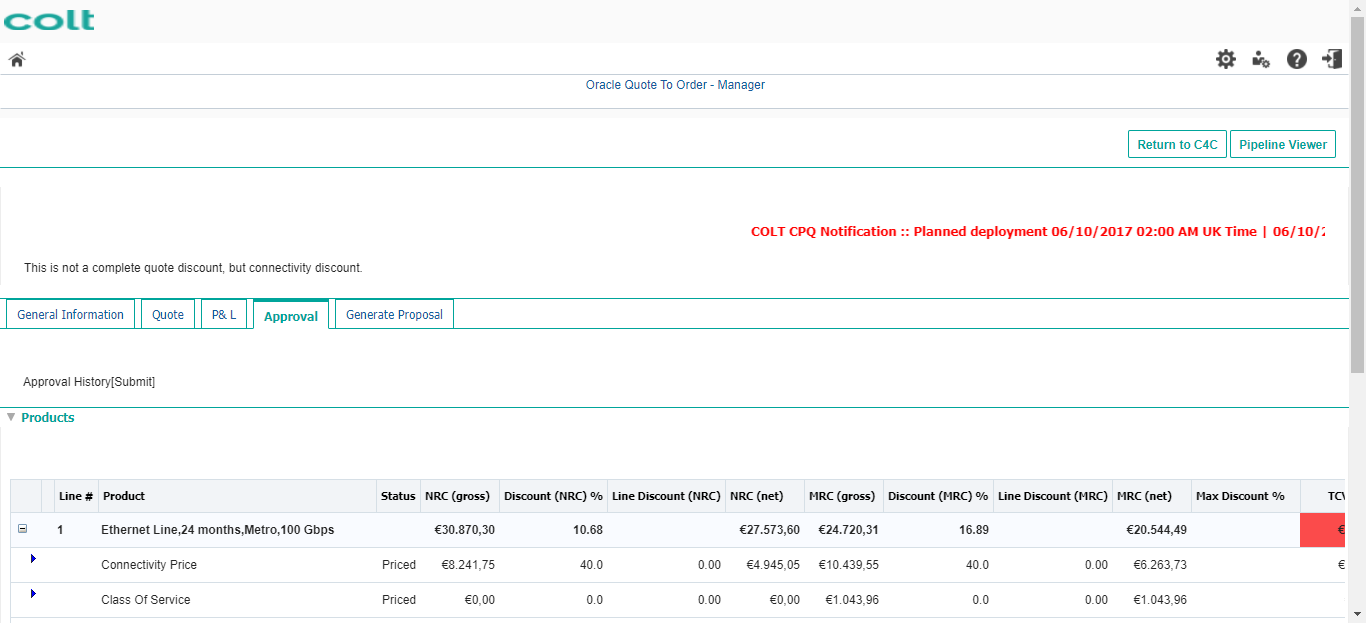 colt
Oracle Quote To Order - Manager
Return to C4C Pipeline Viewer
COLT CPQ Notification :: Planned deployment 06/10/2017 02:00 AM UK Time | 06/10/
This is not a complete quote discount, but connectivity discount.
General Information Quote P& L Approval Generate Proposal
Approval History[Submit]
Products
Line # Product Status NRC (gross) Discount (NRC) % Line Discount (NRC) NRC (net) MRC (gross) Discount (MRC) % Line Discount (MRC) MRC (net) Max Discount %
1 Ethernet Line,24 months,Metro,100 Gbps €30.870,30 10.68 €27.573,60 €24.720,31 16.89 €20.544,49 €
Connectivity Price Priced €8.241,75 40.0 0.00 €4.945,05 €10.439,55 40.0 0.00 €6.263,73 €
Class Of Service Priced €0,00 0.0 0.00 €0,00 €1.043,96 0.0 0.00 €1.043,96